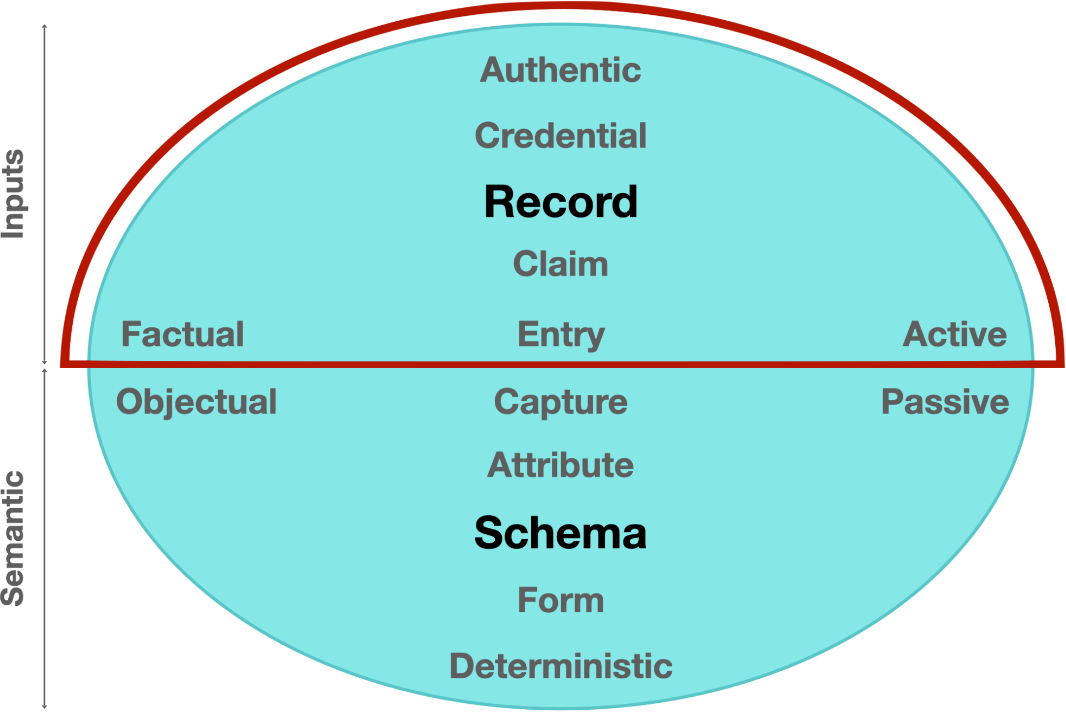 Inputs
Authentic
Credential
Record
Claim
Factual Entry Active
Semantic
Objectual Capture Passive
Attribute
Schema
Form
Deterministic